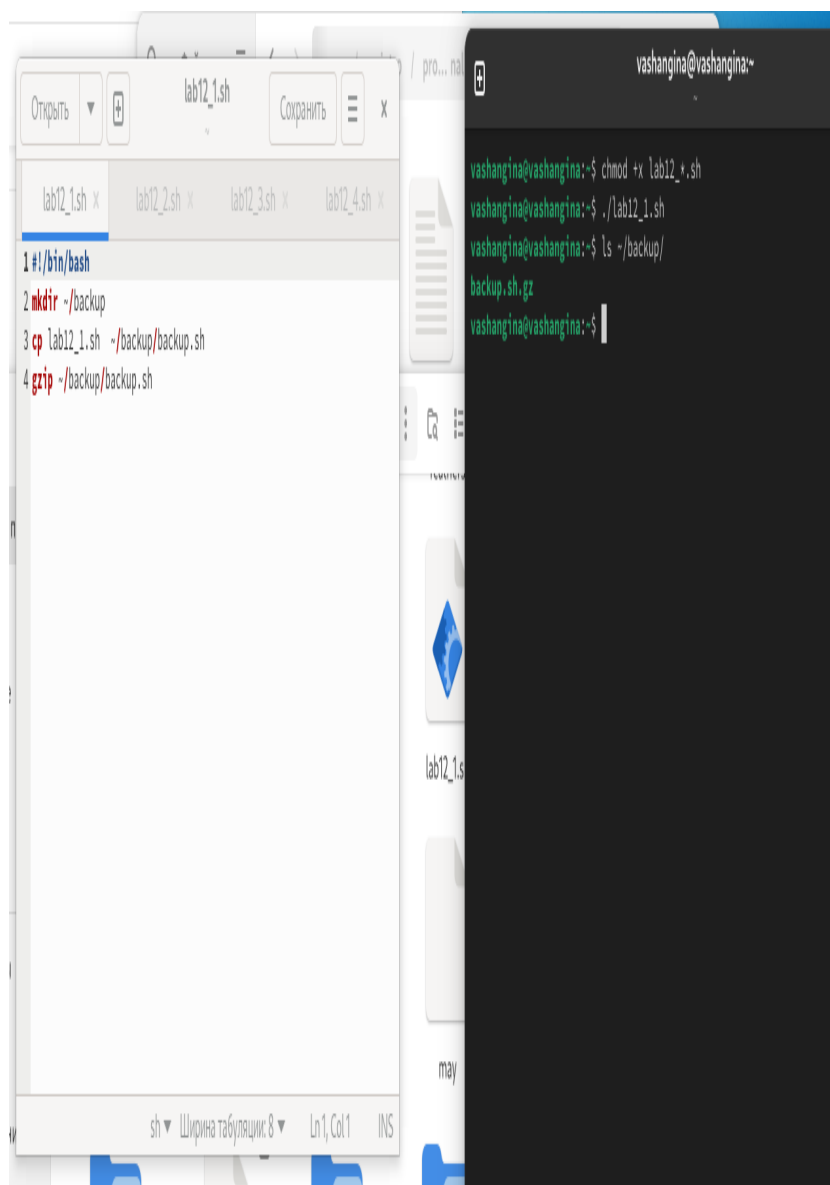 lab12_1.sh
~
Открыть
Сохранить
lab12_1.sh
lab12_2.sh
lab12_3.sh
lab12_4.sh
1 #!/bin/bash
2 mkdir ~/backup
3 cp lab12_1.sh  ~/backup/backup.sh
4 gzip ~/backup/backup.sh
sh
Ширина табуляции: 8
Ln 1, Col 1
INS
/ pro...
lab12_1.s
may
vashangina@vashangina:~
~
vashangina@vashangina:~$ chmod +x lab12_*.sh
vashangina@vashangina:~$ ./lab12_1.sh
vashangina@vashangina:~$ ls ~/backup/
backup.sh.gz
vashangina@vashangina:~$